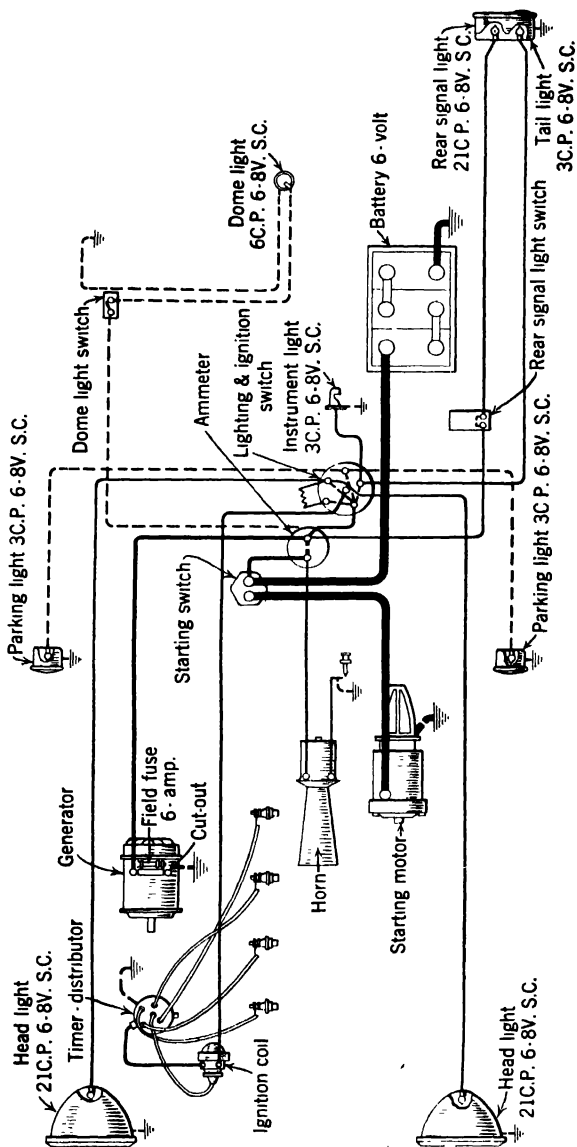 Head light
21C.P. 6-8V. S.C.
Timer-distributor
Generator
Field fuse
6-amp.
Cut-out
Ignition coil
Parking light 3C.P. 6-8V. S.C.
Starting switch
Horn
Starting motor
Head light
21C.P. 6-8V. S.C.
Dome light switch
Dome light
6C.P. 6-8V. S.C.
Ammeter
Lighting & ignition
switch
Instrument light
3C.P. 6-8V. S.C.
Battery 6-volt
Parking light 3C P. 6-8V. S.C.
Rear signal light switch
Rear signal light
21C P. 6-8V. S.C.
Tail light
3C.P. 6-8V. S.C.